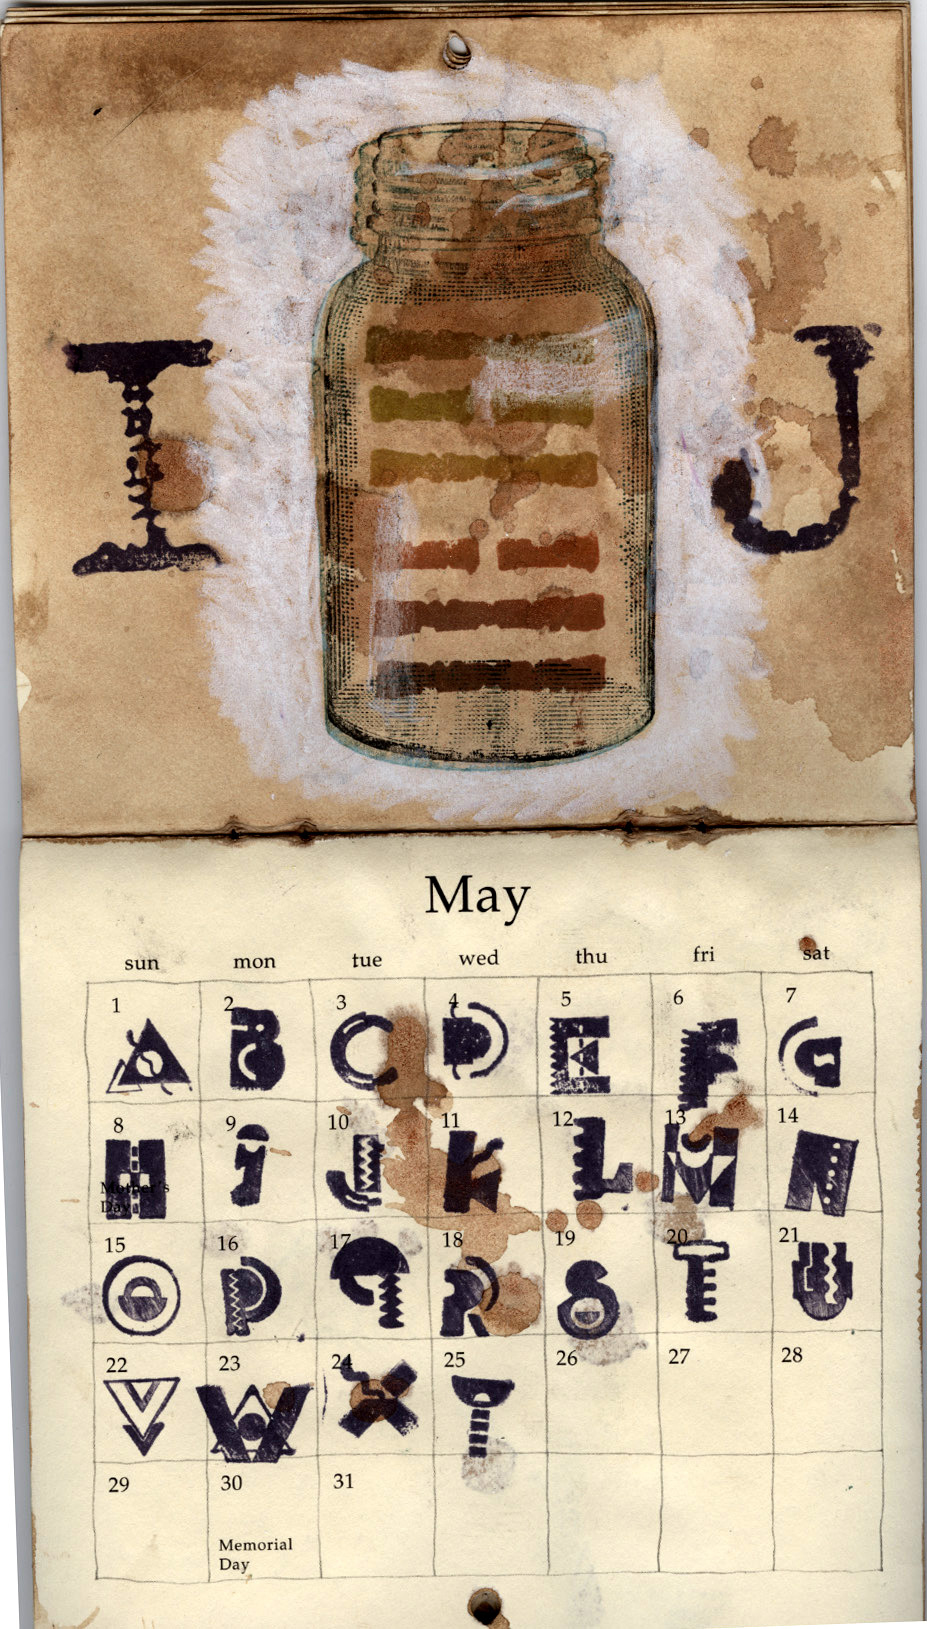 I J
May
sun mon tue wed thu fri sat
1 2 3 4 5 6 7
A B C D E F G
8 9 10 11 12 13 14
H I J K L M N
Mother's
Day
15 16 17 18 19 20 21
O P Q R S T U
22 23 24 25 26 27 28
V W X Y
29 30 31
Memorial
Day